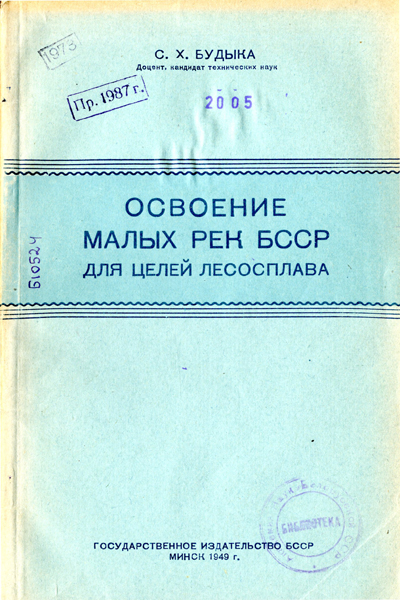 1973
С. Х. БУДЫКА
Доцент, кандидат технических наук
Пр. 1987 г.
2005
ОСВОЕНИЕ
МАЛЫХ РЕК БССР
ДЛЯ ЦЕЛЕЙ ЛЕСОСПЛАВА
Б10524
БИБЛИОТЕКА
ГОСУДАРСТВЕННОЕ ИЗДАТЕЛЬСТВО БССР
МИНСК 1949 г.